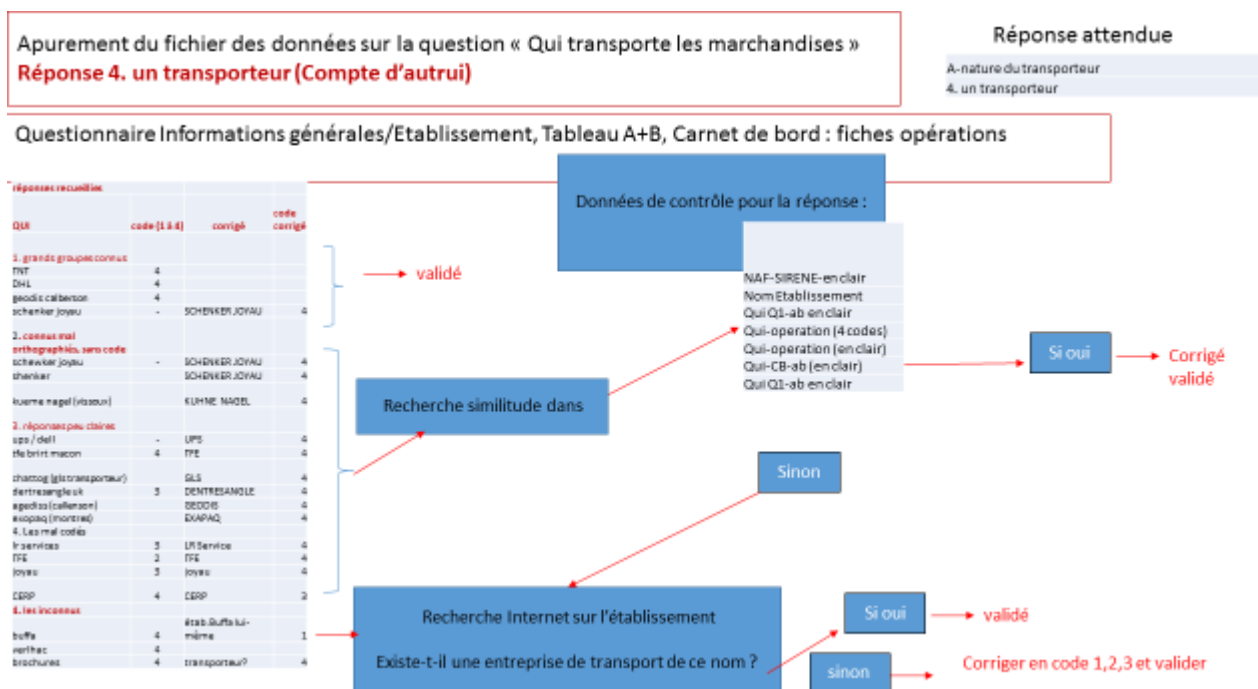 Apurement du fichier des données sur la question « Qui transporte les marchandises »
Réponse 4. un transporteur (Compte d'autrui)
Réponse attendue
A-nature du transporteur
4. un transporteur
Questionnaire Informations générales/Etablissement, Tableau A+B, Carnet de bord : fiches opérations
réponses recueillies
QUI code (1 à 4) corrigé code corrigé
1. grands groupes connus
TNT 4
DHL 4
geodis calberson 4
schenker joyau - SCHENKER JOYAU 4
2. connus mal orthographiés, sans code
schewker joyau - SCHENKER JOYAU 4
shenker SCHENKER JOYAU 4
kuerne nagel (vissoux) KUHNE NAGEL 4
3. réponses peu claires
ups / dell - UPS 4
tfe brint macon 4 TFE 4
chattog (gls transporteur) GLS 4
dertresangle uk 3 DENTRESANGLE 4
agediss (callenson) GEODIS 4
exapaq (montres) EXAPAQ 4
4. Les mal codés
lr services 3 LR Service 4
TFE 2 TFE 4
joyau 3 joyau 4
CERP 4 CERP 3
4. les inconnus
buffa 4 étab.Buffa lui-même 1
verlhac 4
brochures 4 transporteur? 4
validé
Données de contrôle pour la réponse :
NAF-SIRENE-en clair
Nom Etablissement
Qui Q1-ab en clair
Qui-operation (4 codes)
Qui-operation (en clair)
Qui-CB-ab (en clair)
Qui Q1-ab en clair
Recherche similitude dans
Si oui
Corrigé
validé
Sinon
Recherche Internet sur l'établissement
Existe-t-il une entreprise de transport de ce nom ?
Si oui
validé
sinon
Corriger en code 1,2,3 et valider